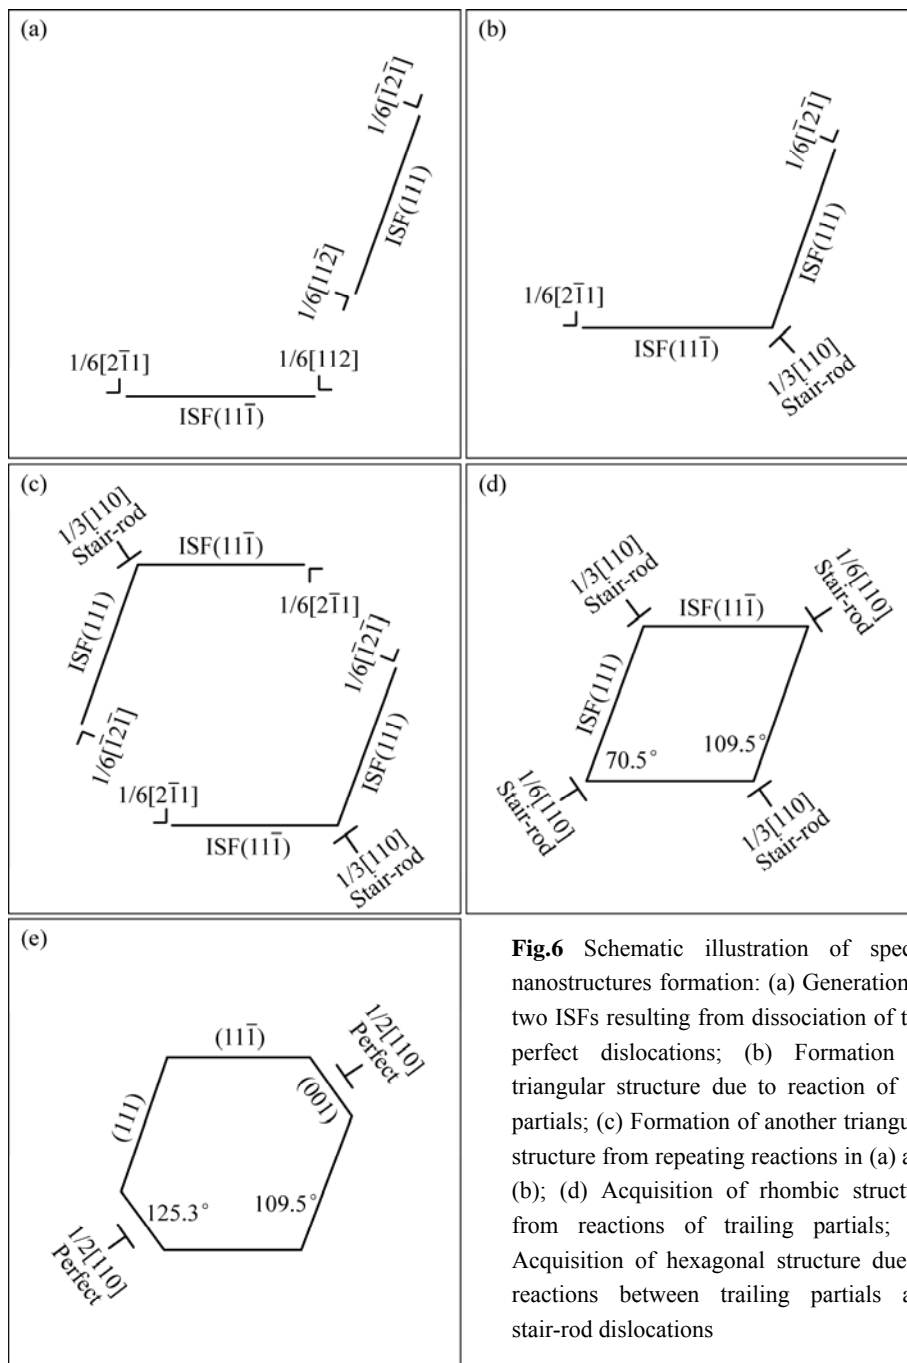 (a)
1/6[1̄21̄]
ISF(111)
1/6[112̄]
1/6[21̄1]
1/6[112]
ISF(111̄)
(b)
1/6[1̄21̄]
ISF(111)
1/6[21̄1]
ISF(111̄)
1/3[110]
Stair-rod
(c)
1/3[110]
Stair-rod
ISF(111̄)
1/6[21̄1]
ISF(111)
1/6[1̄21̄]
1/6[1̄21̄]
ISF(111)
1/6[21̄1]
ISF(111̄)
1/3[110]
Stair-rod
(d)
1/3[110]
Stair-rod
ISF(111̄)
1/6[110]
Stair-rod
ISF(111)
70.5°
109.5°
1/6[110]
Stair-rod
1/3[110]
Stair-rod
(e)
(111̄)
1/2[110]
Perfect
(001)
(111)
125.3°
109.5°
1/2[110]
Perfect
Fig.6 Schematic illustration of spec
nanostructures formation: (a) Generation
two ISFs resulting from dissociation of t
perfect dislocations; (b) Formation
triangular structure due to reaction of
partials; (c) Formation of another triangu
structure from repeating reactions in (a) a
(b); (d) Acquisition of rhombic struct
from reactions of trailing partials;
Acquisition of hexagonal structure due
reactions between trailing partials a
stair-rod dislocations